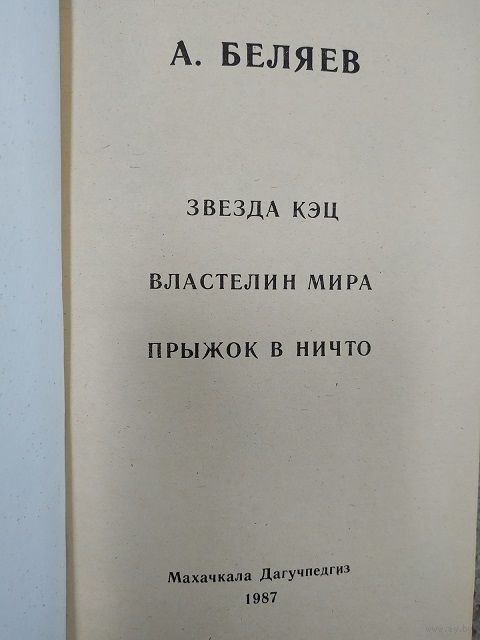 А. БЕЛЯЕВ
ЗВЕЗДА КЭЦ
ВЛАСТЕЛИН МИРА
ПРЫЖОК В НИЧТО
Махачкала Дагучпедгиз
1987